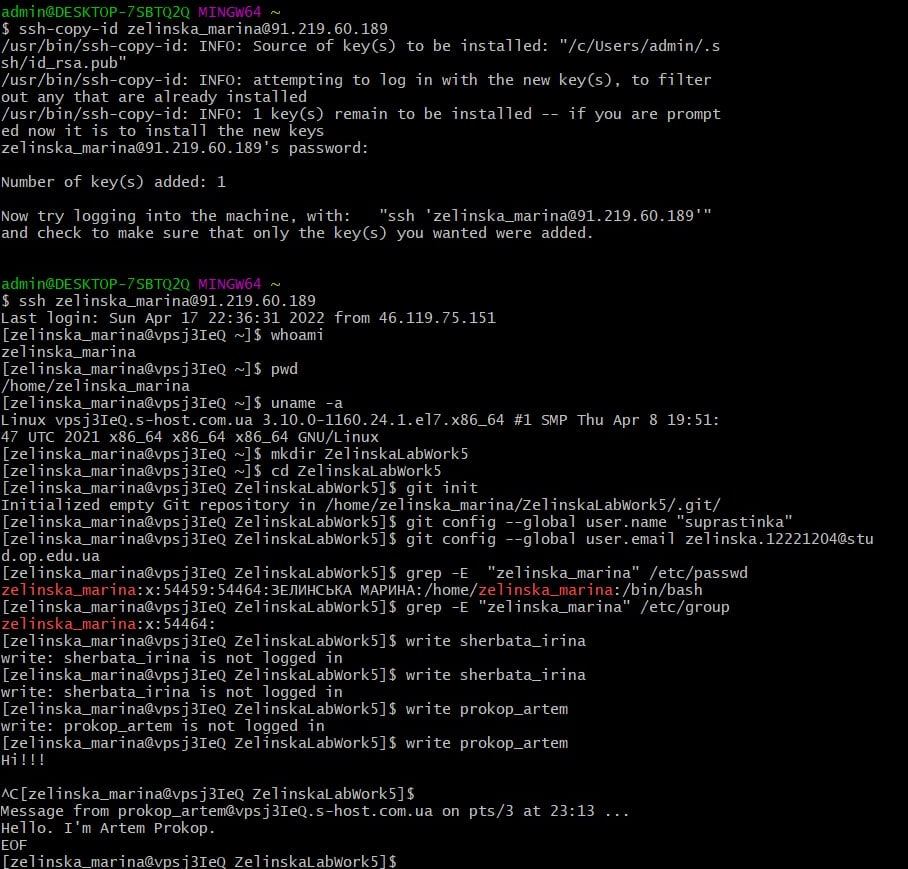 admin@DESKTOP-7SBTQ2Q MINGW64 ~
$ ssh-copy-id zelinska_marina@91.219.60.189
/usr/bin/ssh-copy-id: INFO: Source of key(s) to be installed: "/c/Users/admin/.s
sh/id_rsa.pub"
/usr/bin/ssh-copy-id: INFO: attempting to log in with the new key(s), to filter
out any that are already installed
/usr/bin/ssh-copy-id: INFO: 1 key(s) remain to be installed -- if you are prompt
ed now it is to install the new keys
zelinska_marina@91.219.60.189's password:
Number of key(s) added: 1
Now try logging into the machine, with:   "ssh 'zelinska_marina@91.219.60.189'"
and check to make sure that only the key(s) you wanted were added.
admin@DESKTOP-7SBTQ2Q MINGW64 ~
$ ssh zelinska_marina@91.219.60.189
Last login: Sun Apr 17 22:36:31 2022 from 46.119.75.151
[zelinska_marina@vpsj3IeQ ~]$ whoami
zelinska_marina
[zelinska_marina@vpsj3IeQ ~]$ pwd
/home/zelinska_marina
[zelinska_marina@vpsj3IeQ ~]$ uname -a
Linux vpsj3IeQ.s-host.com.ua 3.10.0-1160.24.1.el7.x86_64 #1 SMP Thu Apr 8 19:51:
47 UTC 2021 x86_64 x86_64 x86_64 GNU/Linux
[zelinska_marina@vpsj3IeQ ~]$ mkdir ZelinskaLabWork5
[zelinska_marina@vpsj3IeQ ~]$ cd ZelinskaLabWork5
[zelinska_marina@vpsj3IeQ ZelinskaLabWork5]$ git init
Initialized empty Git repository in /home/zelinska_marina/ZelinskaLabWork5/.git/
[zelinska_marina@vpsj3IeQ ZelinskaLabWork5]$ git config --global user.name "suprastinka"
[zelinska_marina@vpsj3IeQ ZelinskaLabWork5]$ git config --global user.email zelinska.12221204@stu
d.op.edu.ua
[zelinska_marina@vpsj3IeQ ZelinskaLabWork5]$ grep -E  "zelinska_marina" /etc/passwd
zelinska_marina:x:54459:54464:ЗЕЛИНСЬКА МАРИНА:/home/zelinska_marina:/bin/bash
[zelinska_marina@vpsj3IeQ ZelinskaLabWork5]$ grep -E "zelinska_marina" /etc/group
zelinska_marina:x:54464:
[zelinska_marina@vpsj3IeQ ZelinskaLabWork5]$ write sherbata_irina
write: sherbata_irina is not logged in
[zelinska_marina@vpsj3IeQ ZelinskaLabWork5]$ write sherbata_irina
write: sherbata_irina is not logged in
[zelinska_marina@vpsj3IeQ ZelinskaLabWork5]$ write prokop_artem
write: prokop_artem is not logged in
[zelinska_marina@vpsj3IeQ ZelinskaLabWork5]$ write prokop_artem
Hi!!!
^C[zelinska_marina@vpsj3IeQ ZelinskaLabWork5]$
Message from prokop_artem@vpsj3IeQ.s-host.com.ua on pts/3 at 23:13 ...
Hello. I'm Artem Prokop.
EOF
[zelinska_marina@vpsj3IeQ ZelinskaLabWork5]$